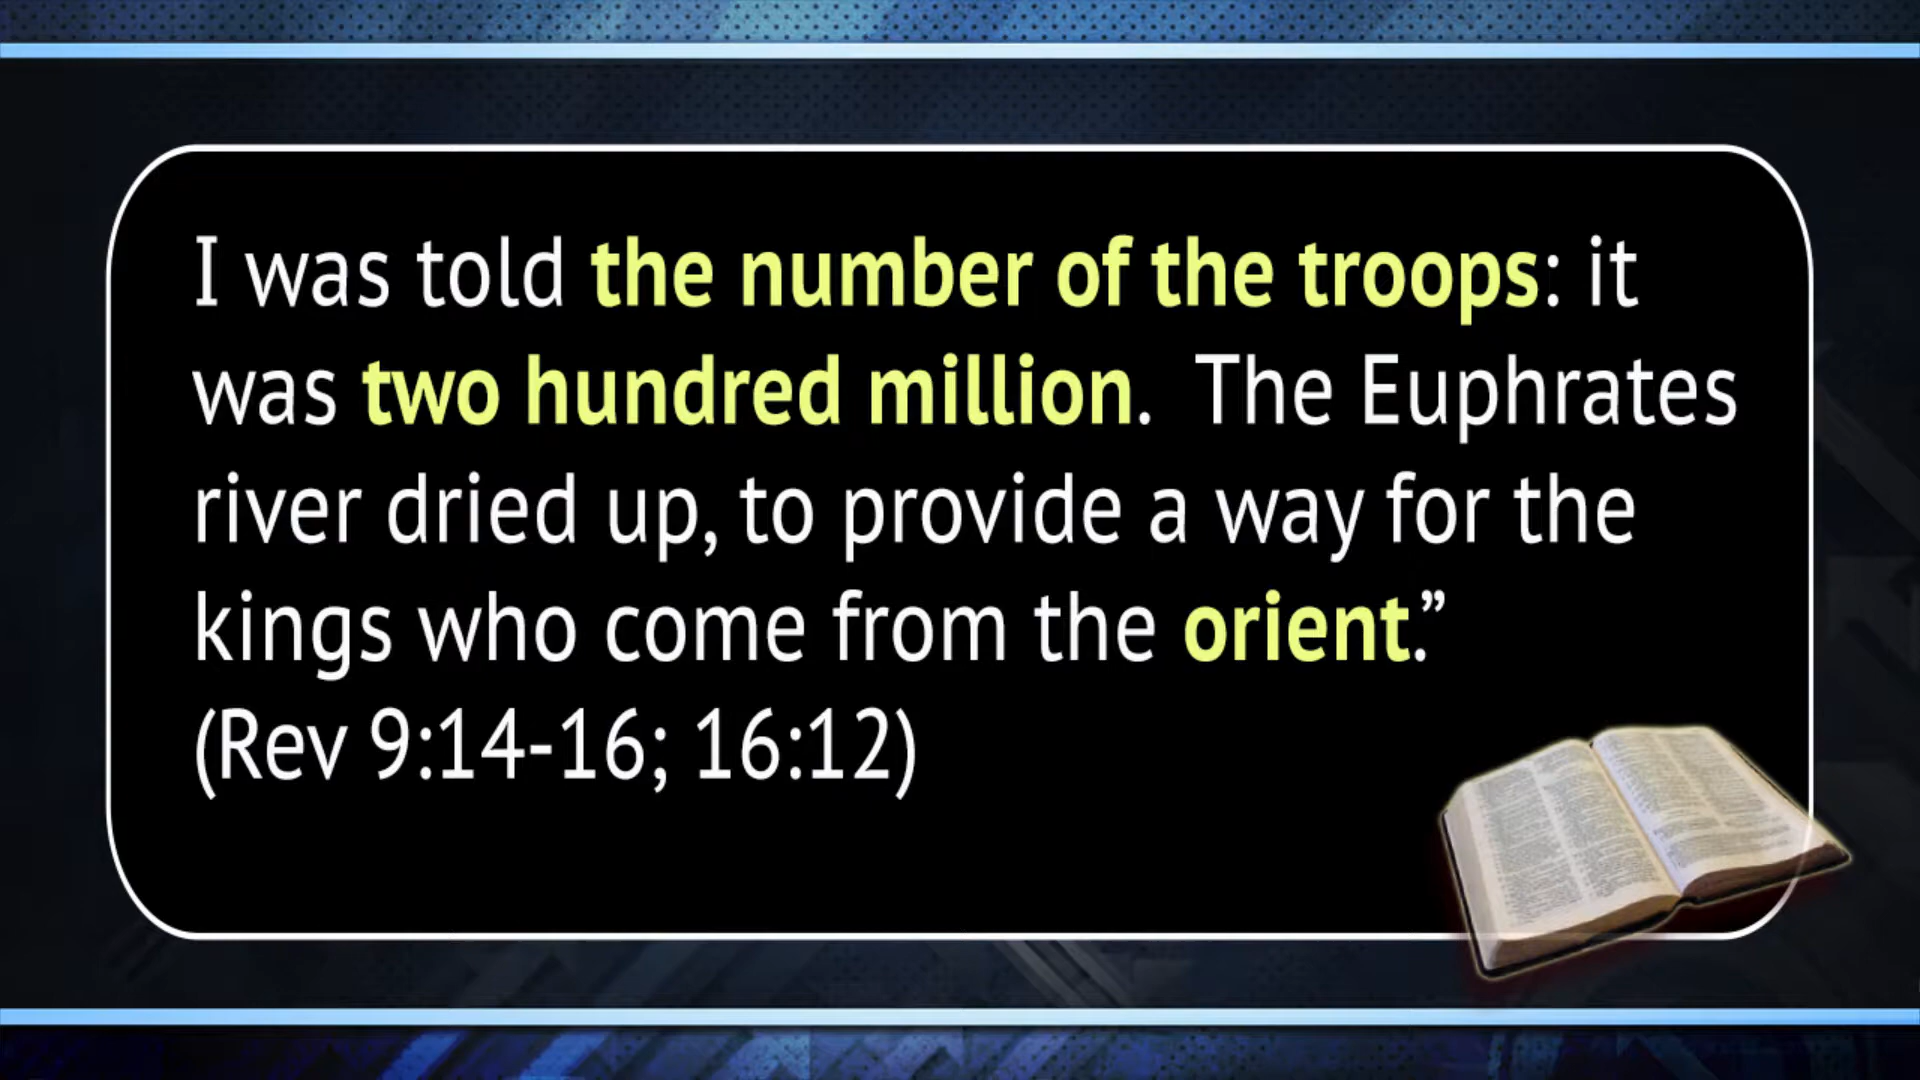 I was told the number of the troops: it
was two hundred million.  The Euphrates
river dried up, to provide a way for the
kings who come from the orient.”
(Rev 9:14-16; 16:12)